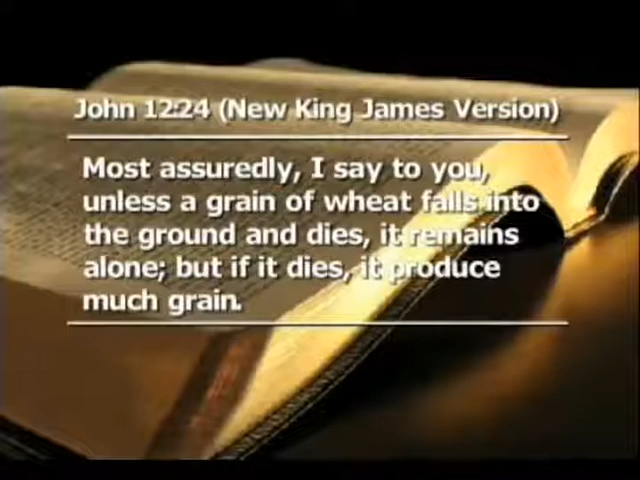 John 12:24 (New King James Version)
Most assuredly, I say to you,
unless a grain of wheat falls into
the ground and dies, it remains
alone; but if it dies, it produce
much grain.